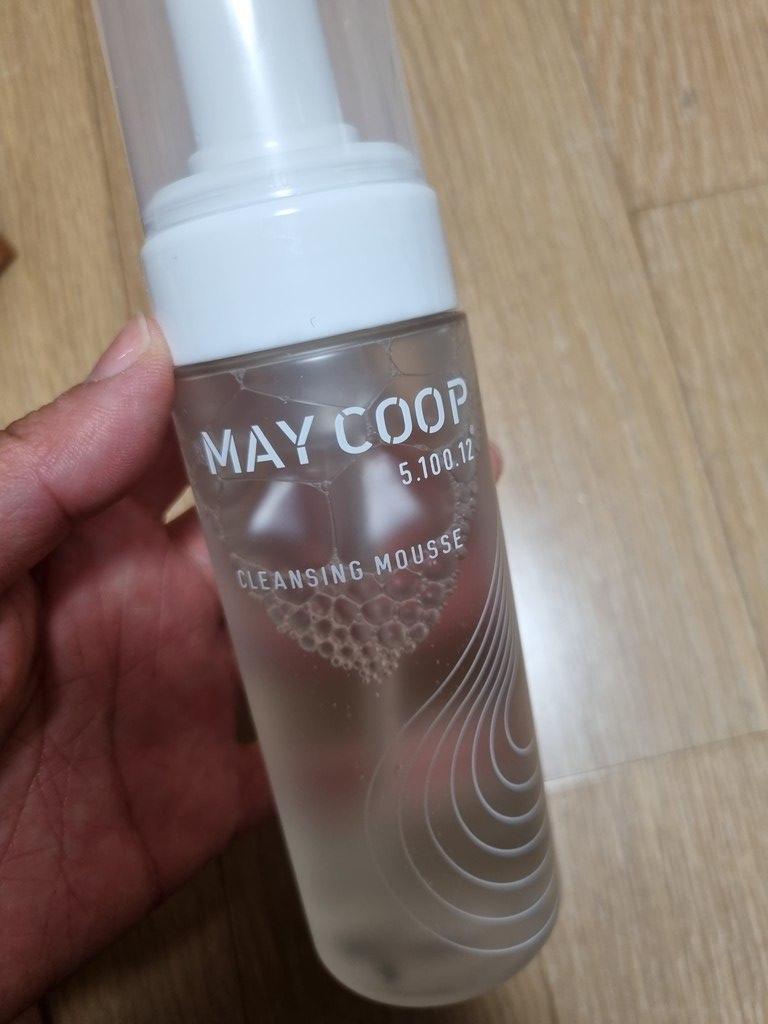 MAY COOP
5.100.12
CLEANSING MOUSSE